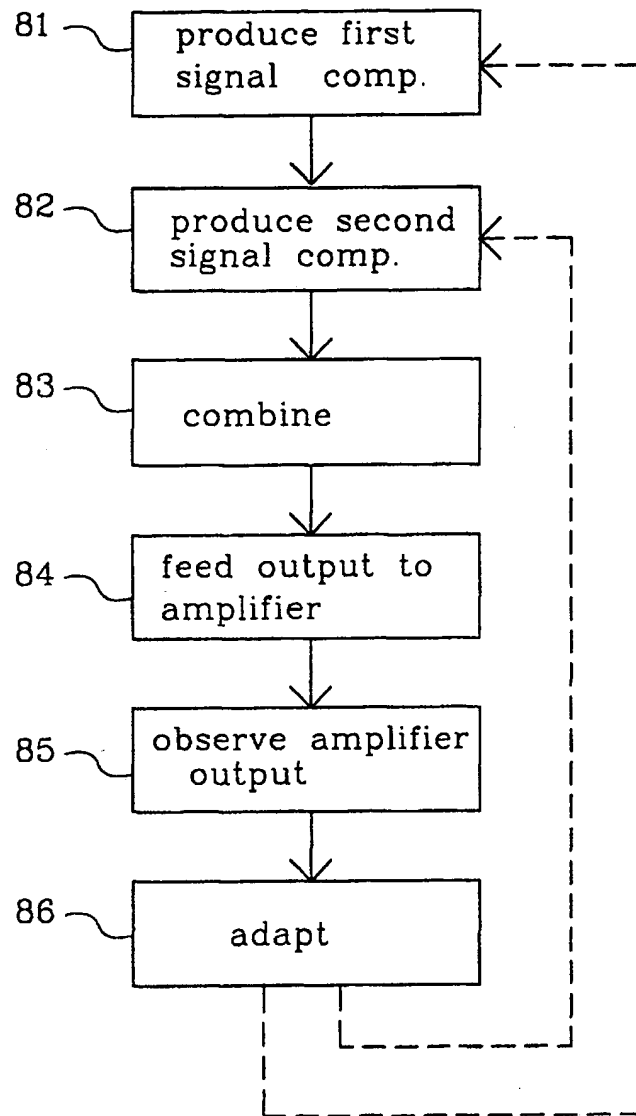 81
produce first
signal comp.
82
produce second
signal comp.
83
combine
84
feed output to
amplifier
85
observe amplifier
output
86
adapt